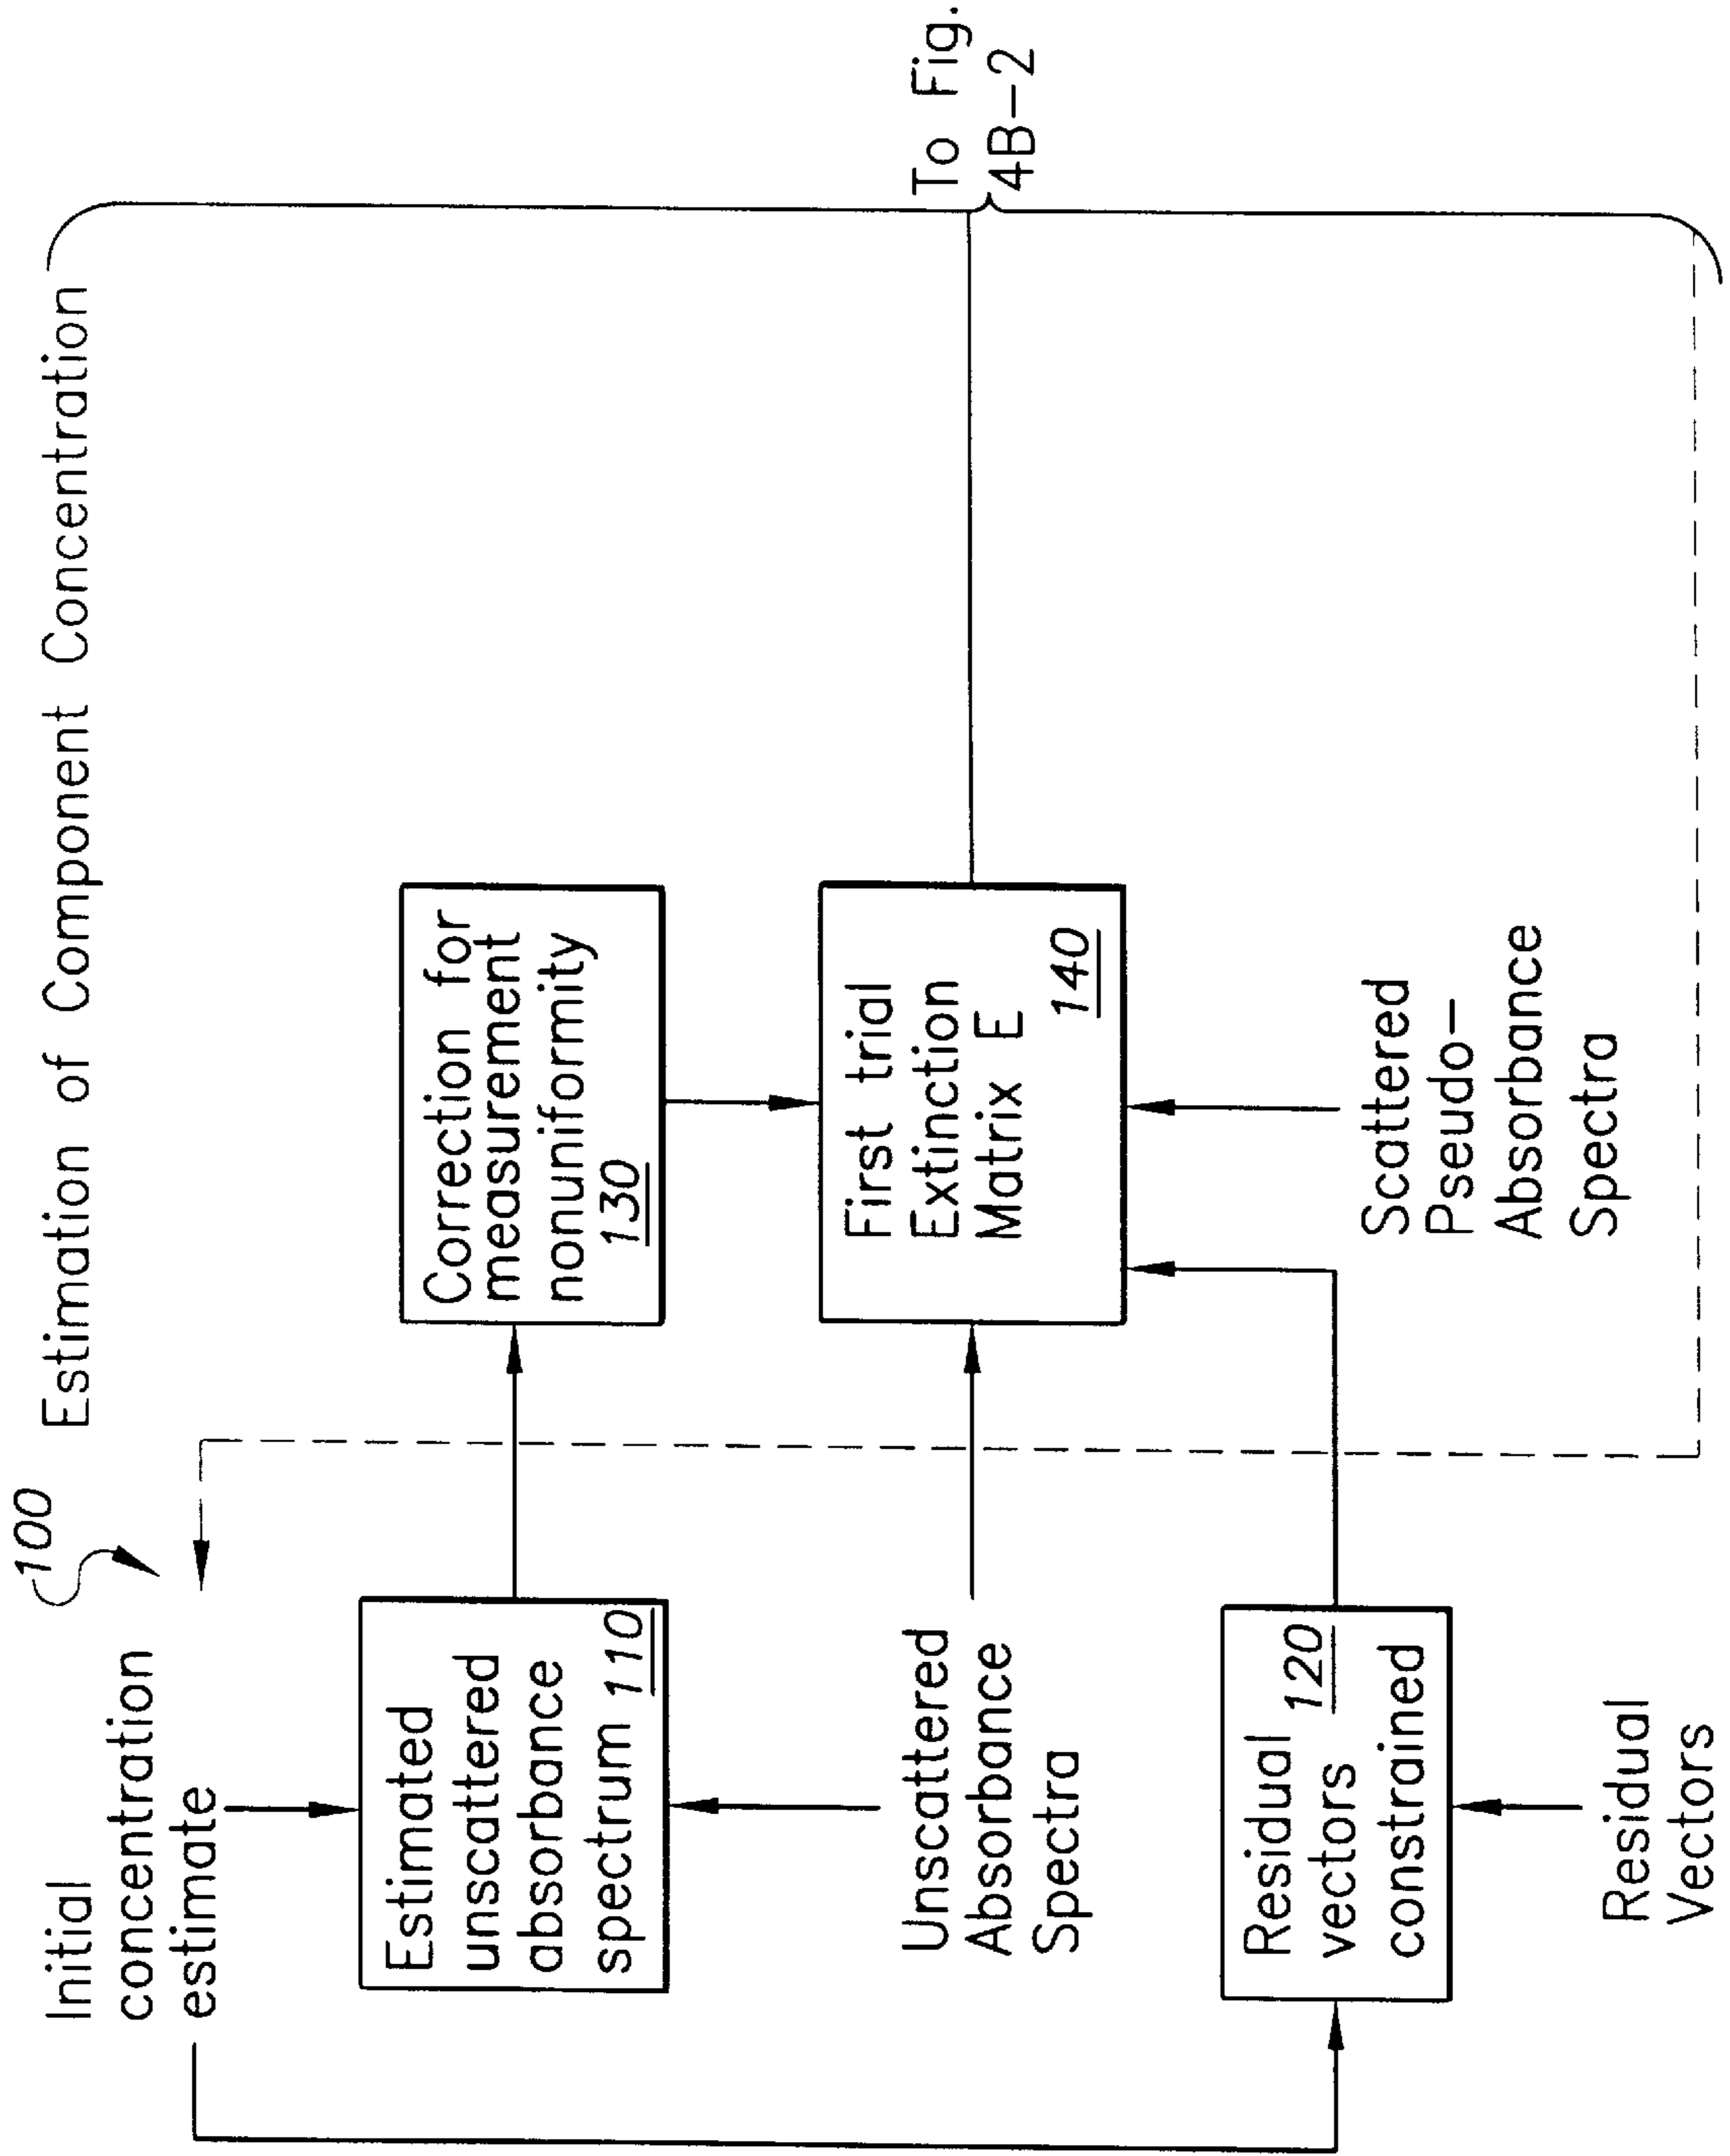 100
Estimation of Component Concentration
Initial
concentration
estimate
Estimated
unscattered
absorbance
spectrum 110
Correction for
measurement
nonuniformity
130
Unscattered
Absorbance
Spectra
First trial
Extinction
Matrix E
140
To Fig.
4B-2
Residual
vectors 120
constrained
Scattered
Pseudo-
Absorbance
Spectra
Residual
Vectors